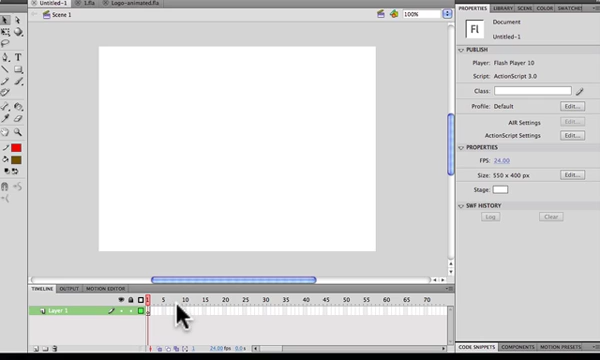 Untitled-1
1.fla
Logo-animated.fla
Scene 1
100%
PROPERTIES
LIBRARY
SCENE
COLOR
SWATCHES
Fl
Document
Untitled-1
PUBLISH
Player: Flash Player 10
Script: ActionScript 3.0
Class:
Profile: Default
Edit...
AIR Settings
Edit...
ActionScript Settings
Edit...
PROPERTIES
FPS: 24.00
Size: 550 x 400 px
Edit...
Stage:
SWF HISTORY
Log
Clear
TIMELINE
OUTPUT
MOTION EDITOR
1 5 10 15 20 25 30 35 40 45 50 55 60 65 70
Layer 1
1 24.00 fps 0.0 s
CODE SNIPPETS
COMPONENTS
MOTION PRESETS